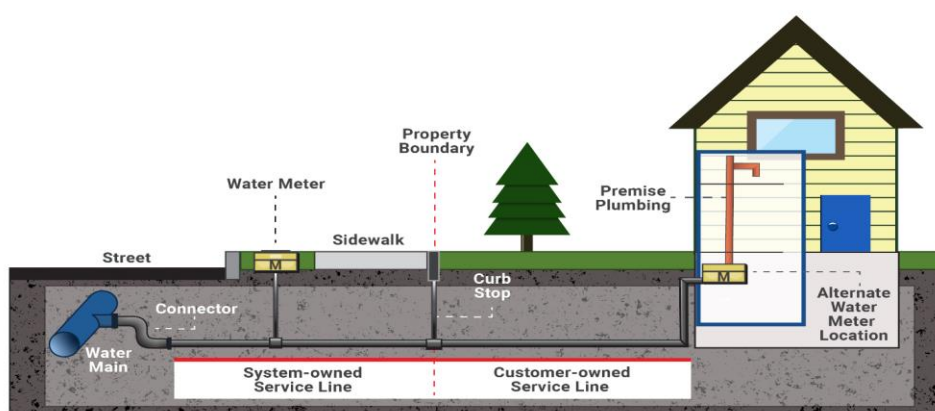 Property
Boundary
Water Meter
Premise
Plumbing
Sidewalk
Street
M
M
Curb
Stop
Connector
Alternate
Water
Meter
Location
Water
Main
System-owned
Service Line
Customer-owned
Service Line